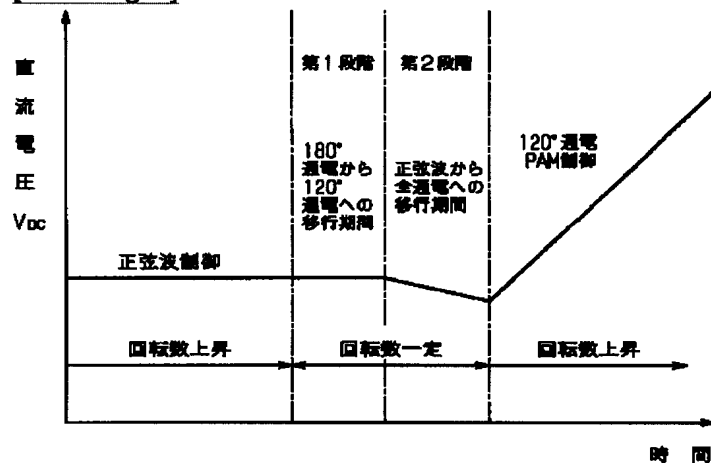 直流電圧
VDC
第1段階
第2段階
180°
通電から
120°
通電への
移行期間
正弦波から
全通電への
移行期間
120°通電
PAM制御
正弦波制御
回転数上昇
回転数一定
回転数上昇
時間